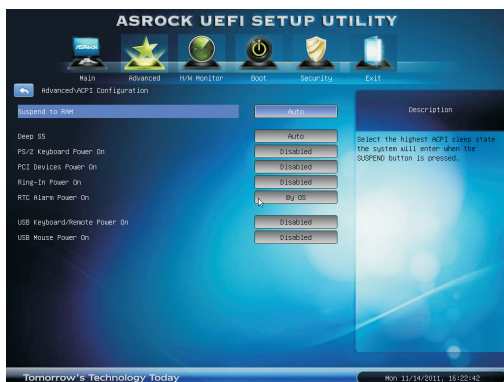 ASROCK UEFI SETUP UTILITY
ASRock
Main Advanced H/W Monitor Boot Security Exit
Advanced\ACPI Configuration
Suspend to RAM Auto
Description
Deep S5 Auto
Select the highest ACPI sleep state
the system will enter when the
SUSPEND button is pressed.
PS/2 Keyboard Power On Disabled
PCI Devices Power On Disabled
Ring-In Power On Disabled
RTC Alarm Power On By OS
USB Keyboard/Remote Power On Disabled
USB Mouse Power On Disabled
Tomorrow's Technology Today
Mon 11/14/2011, 16:22:42